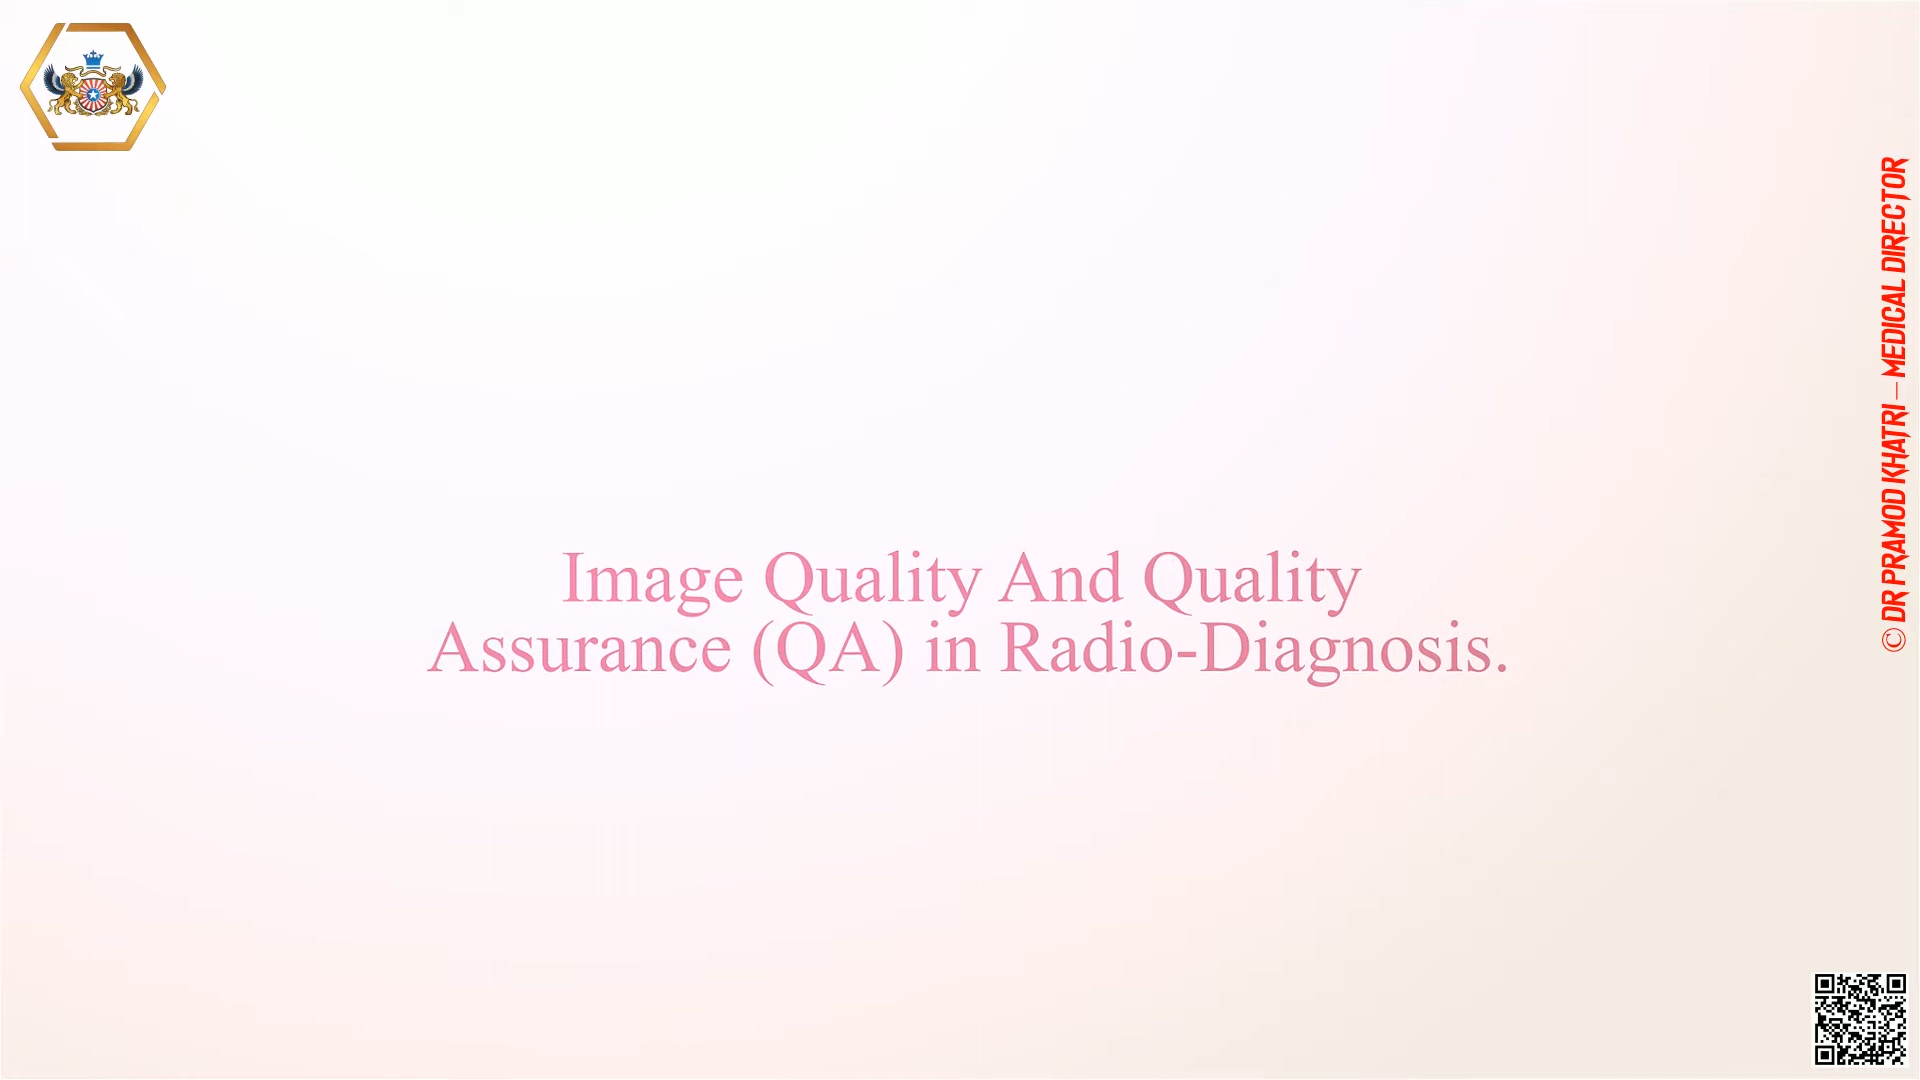 Image Quality And Quality
Assurance (QA) in Radio-Diagnosis.
© DR PRAMOD KHATRI – MEDICAL DIRECTOR